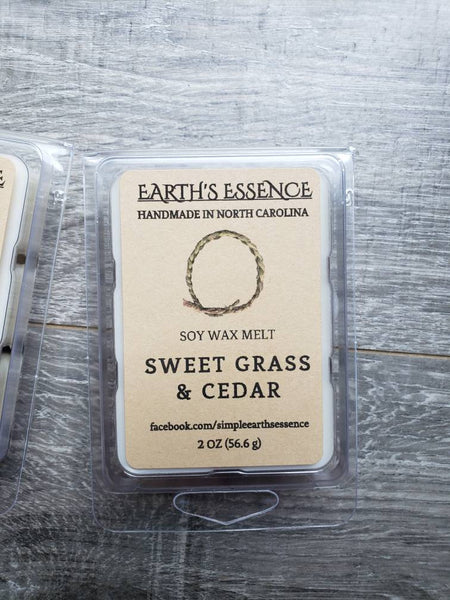 EARTH'S ESSENCE
HANDMADE IN NORTH CAROLINA
SOY WAX MELT
SWEET GRASS
& CEDAR
facebook.com/simpleearthsessence
2 OZ (56.6 g)